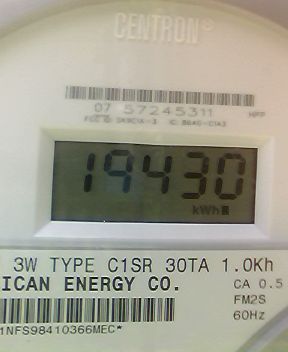 CENTRON®
07 57245311
19430
kWh
3W TYPE C1SR 30TA 1.0Kh
ICAN ENERGY CO.
CA 0.5
FM2S
60Hz
1NFS98410366MEC*